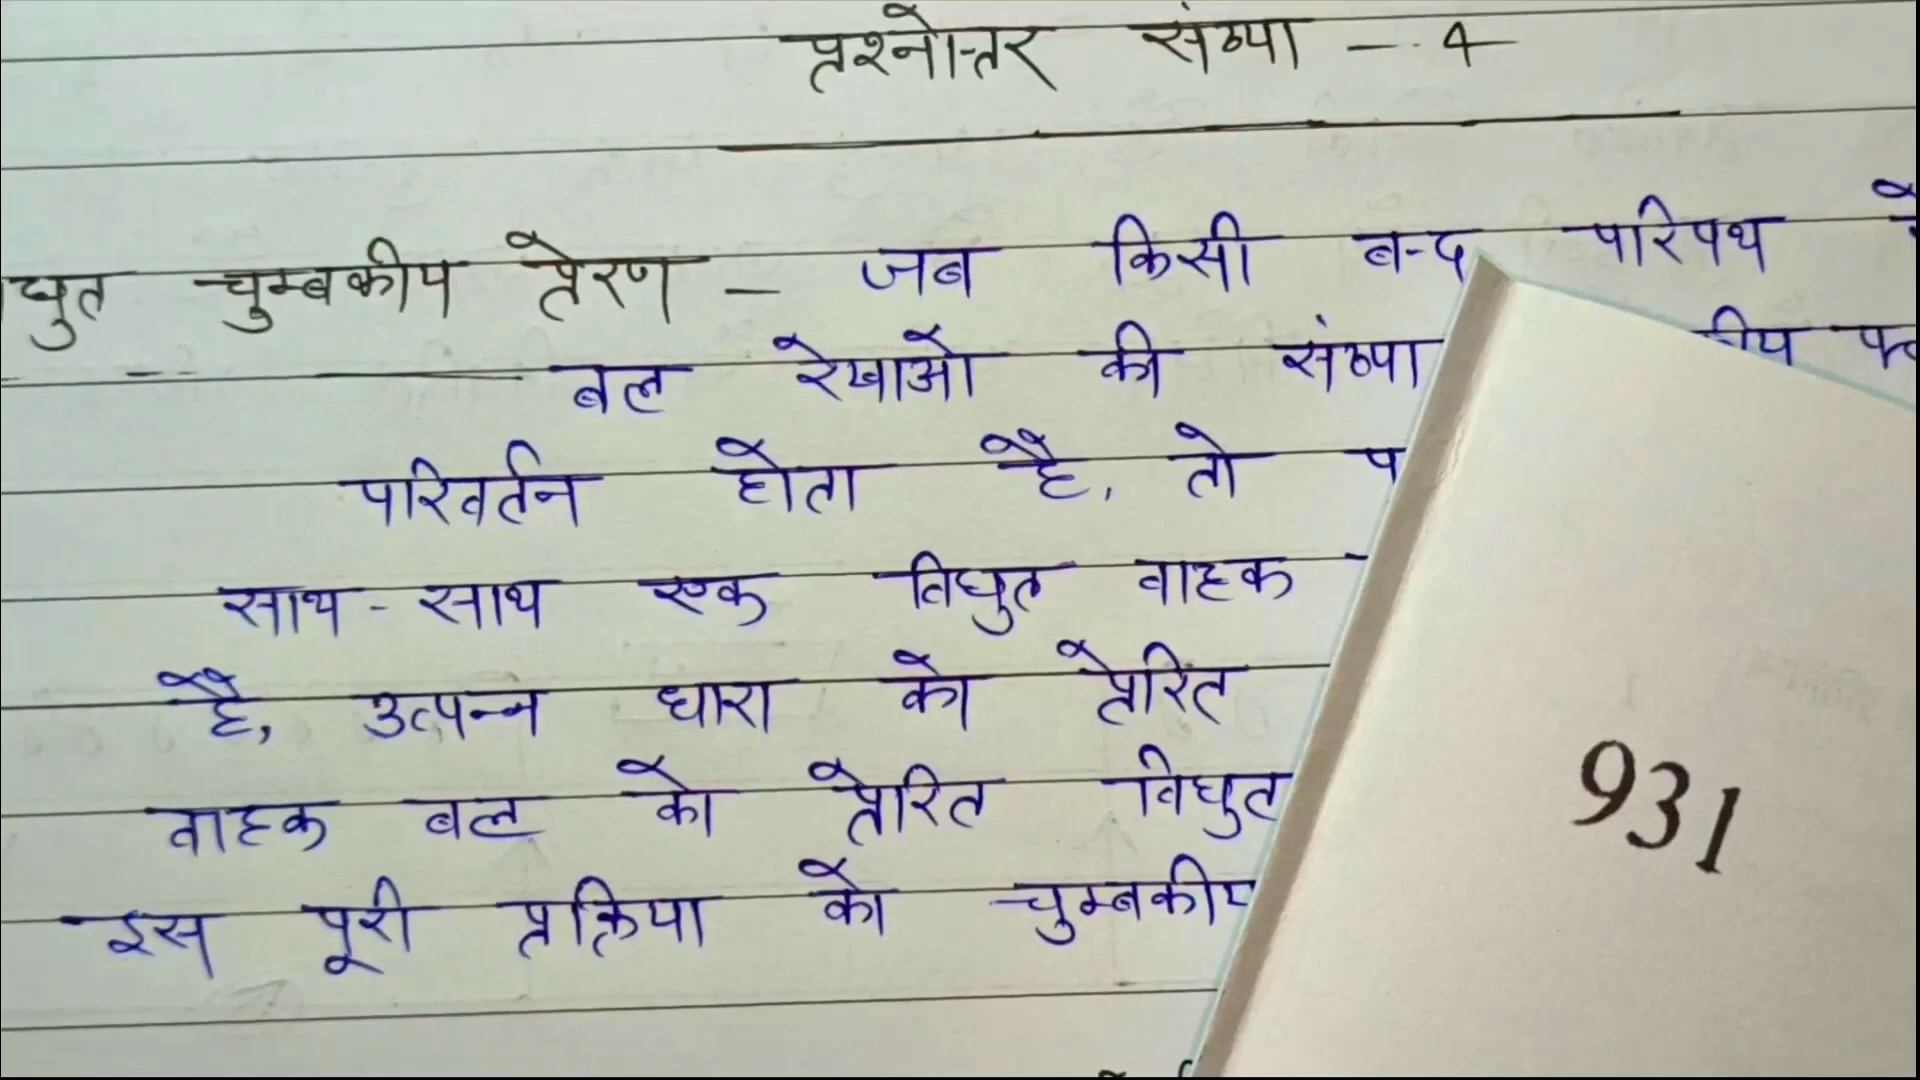 प्रश्नोत्तर संख्या - 4
चुम्बकीय प्रेरण - जब किसी बन्द परिपथ
बल रेखाओ की संख्या
परिवर्तन होता है, तो
साथ - साथ एक विधुत वाहक
है, उत्पन्न धारा को प्रेरित
वाहक बल को प्रेरित विधुत
इस पूरी प्रक्रिया को चुम्बकीय
931